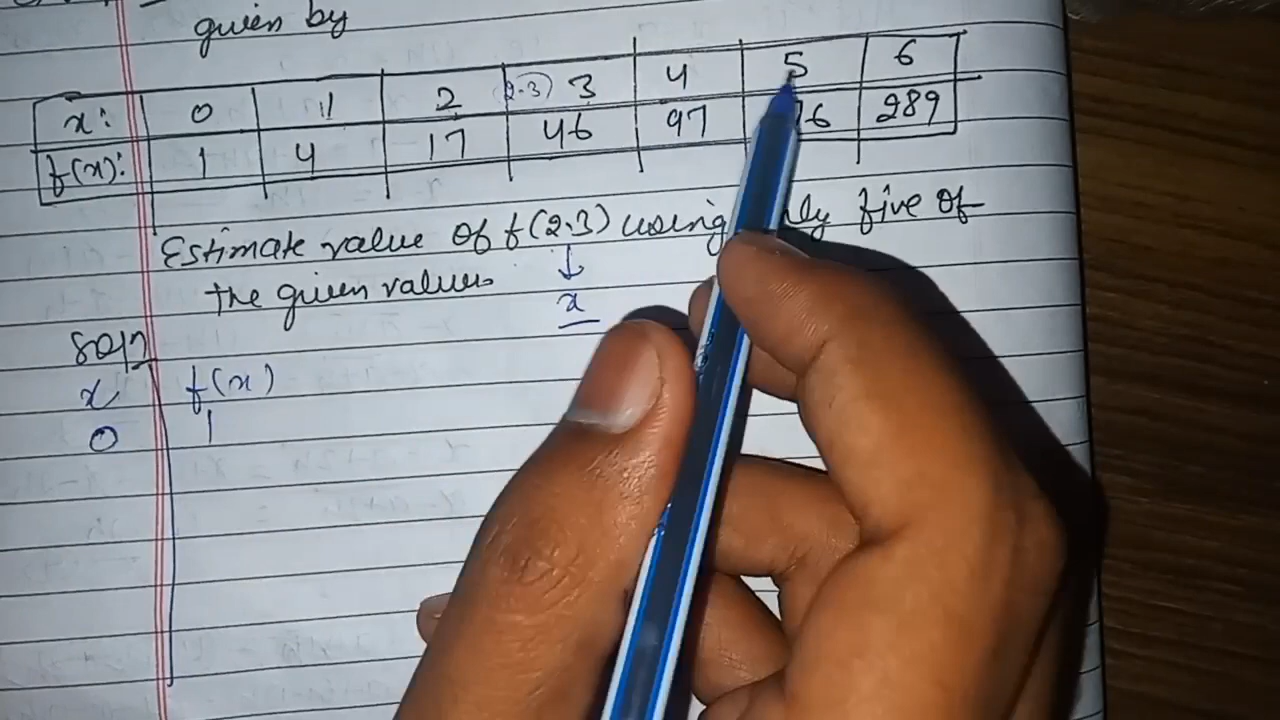 given by
x: 0 1 2 (2.3) 3 4 5 6
f(x): 1 4 17 46 97 76 289
Estimate value of f(2.3) using five of
the given values
x
Soln
x f(x)
0 1